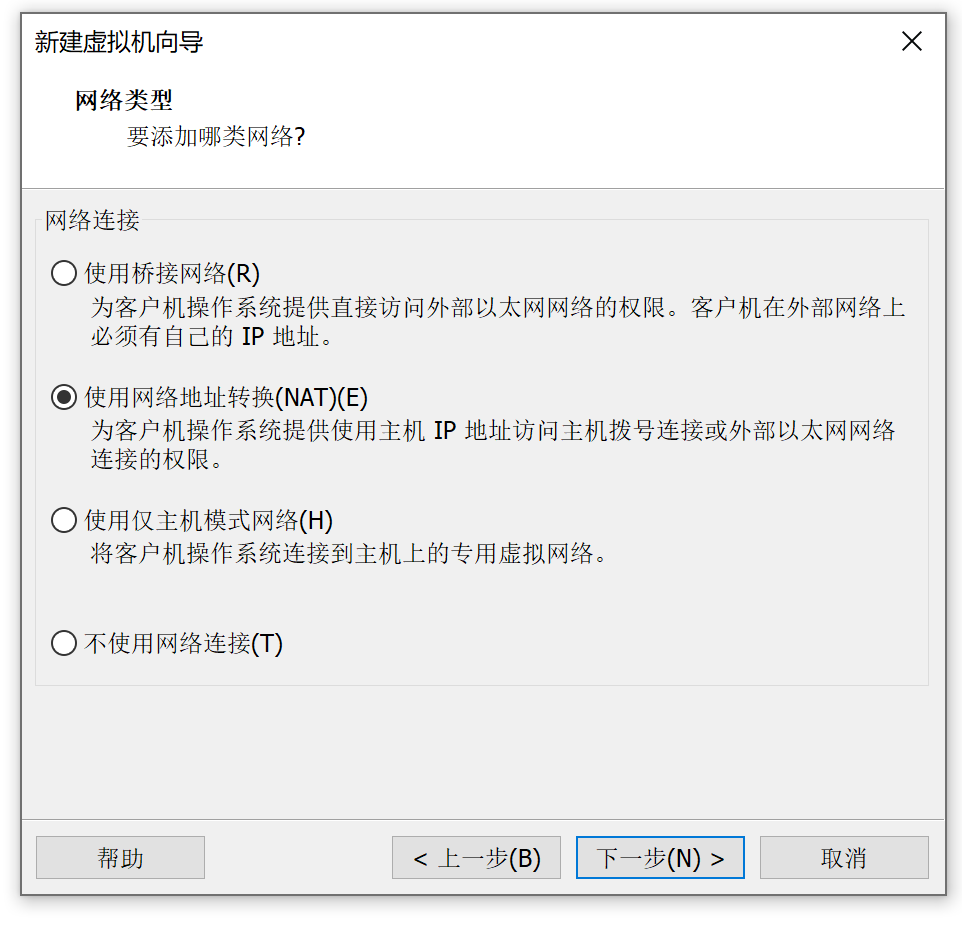 新建虚拟机向导
网络类型
要添加哪类网络?
网络连接
使用桥接网络(R)
为客户机操作系统提供直接访问外部以太网网络的权限。客户机在外部网络上
必须有自己的 IP 地址。
使用网络地址转换(NAT)(E)
为客户机操作系统提供使用主机 IP 地址访问主机拨号连接或外部以太网网络
连接的权限。
使用仅主机模式网络(H)
将客户机操作系统连接到主机上的专用虚拟网络。
不使用网络连接(T)
帮助
< 上一步(B)
下一步(N) >
取消